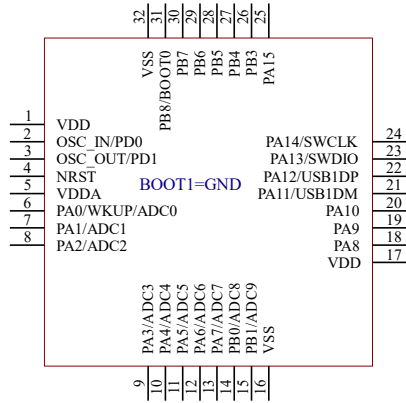 32 31 30 29 28 27 26 25
VSS
PB8/BOOT0
PB7
PB6
PB5
PB4
PB3
PA15
1 VDD
2 OSC_IN/PD0
3 OSC_OUT/PD1
4 NRST
5 VDDA
6 PA0/WKUP/ADC0
7 PA1/ADC1
8 PA2/ADC2
BOOT1=GND
PA14/SWCLK 24
PA13/SWDIO 23
PA12/USB1DP 22
PA11/USB1DM 21
PA10 20
PA9 19
PA8 18
VDD 17
PA3/ADC3
PA4/ADC4
PA5/ADC5
PA6/ADC6
PA7/ADC7
PB0/ADC8
PB1/ADC9
VSS
9 10 11 12 13 14 15 16